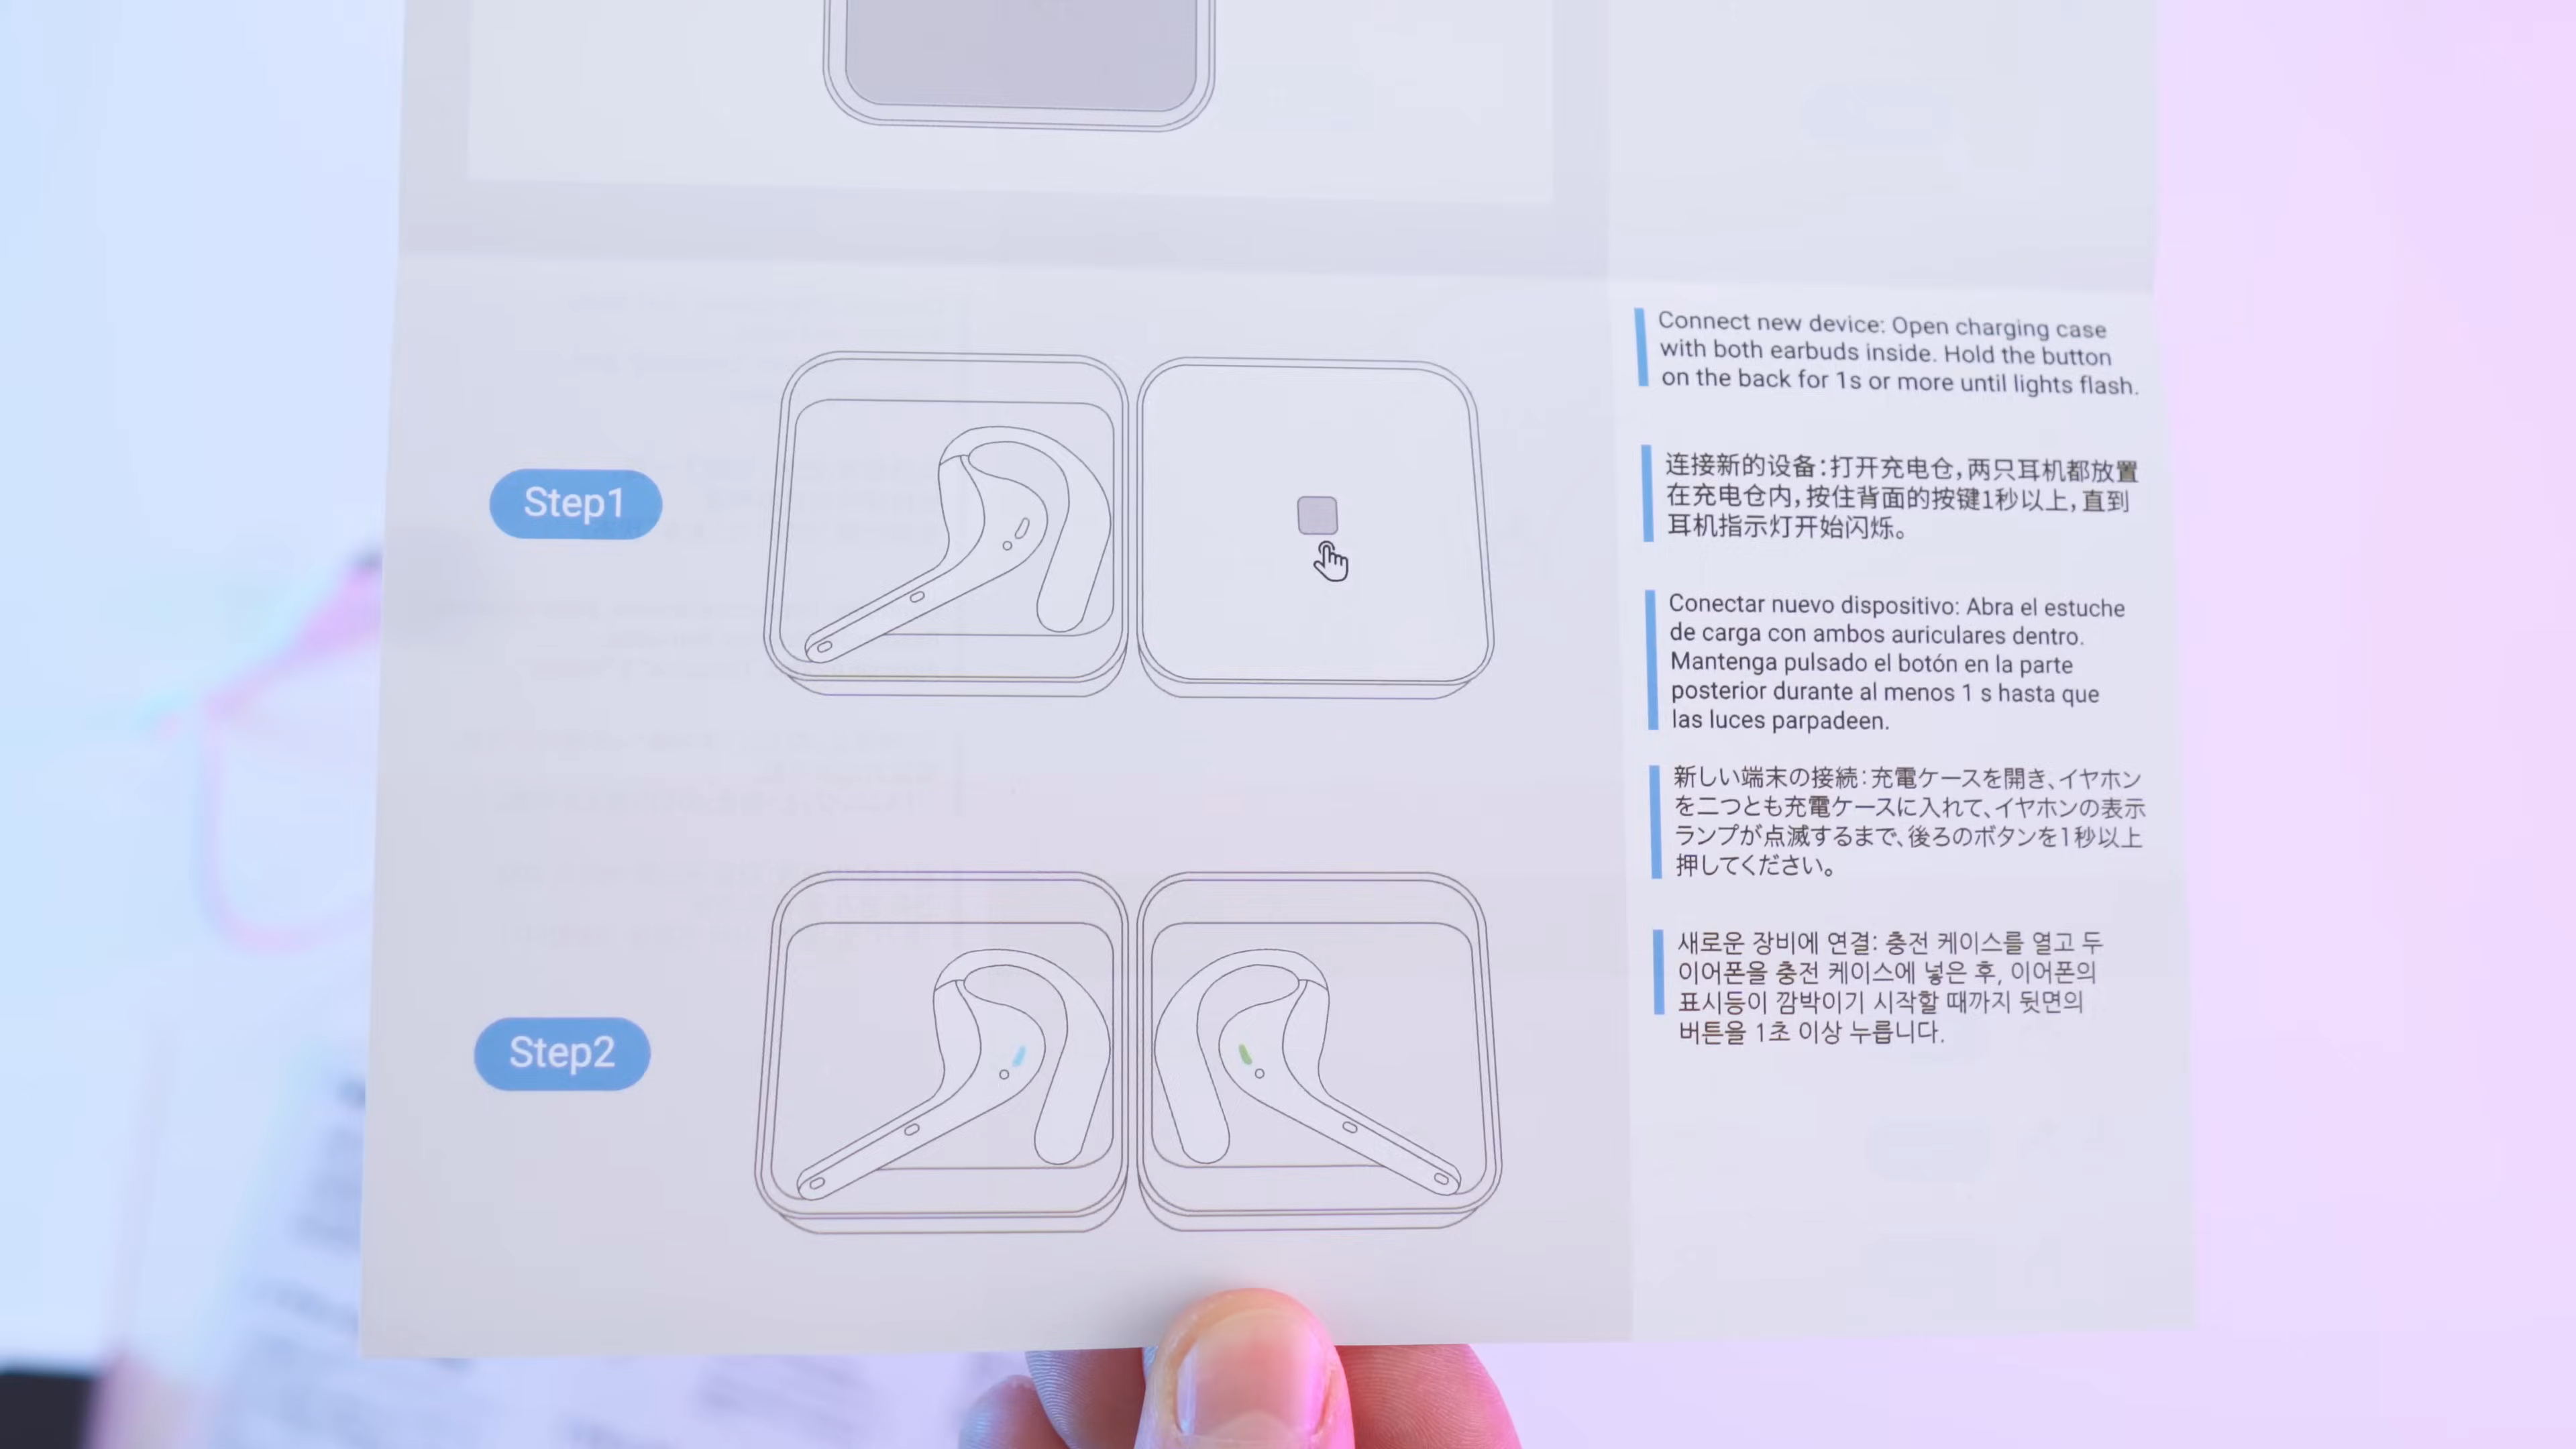 Step1
Step2
Connect new device: Open charging case
with both earbuds inside. Hold the button
on the back for 1s or more until lights flash.
连接新的设备：打开充电仓，两只耳机都放置
在充电仓内，按住背面的按键1秒以上，直到
耳机指示灯开始闪烁。
Conectar nuevo dispositivo: Abra el estuche
de carga con ambos auriculares dentro.
Mantenga pulsado el botón en la parte
posterior durante al menos 1 s hasta que
las luces parpadeen.
新しい端末の接続：充電ケースを開き、イヤホン
を二つとも充電ケースに入れて、イヤホンの表示
ランプが点滅するまで、後ろのボタンを1秒以上
押してください。
새로운 장비에 연결: 충전 케이스를 열고 두
이어폰을 충전 케이스에 넣은 후, 이어폰의
표시등이 깜박이기 시작할 때까지 뒷면의
버튼을 1초 이상 누릅니다.